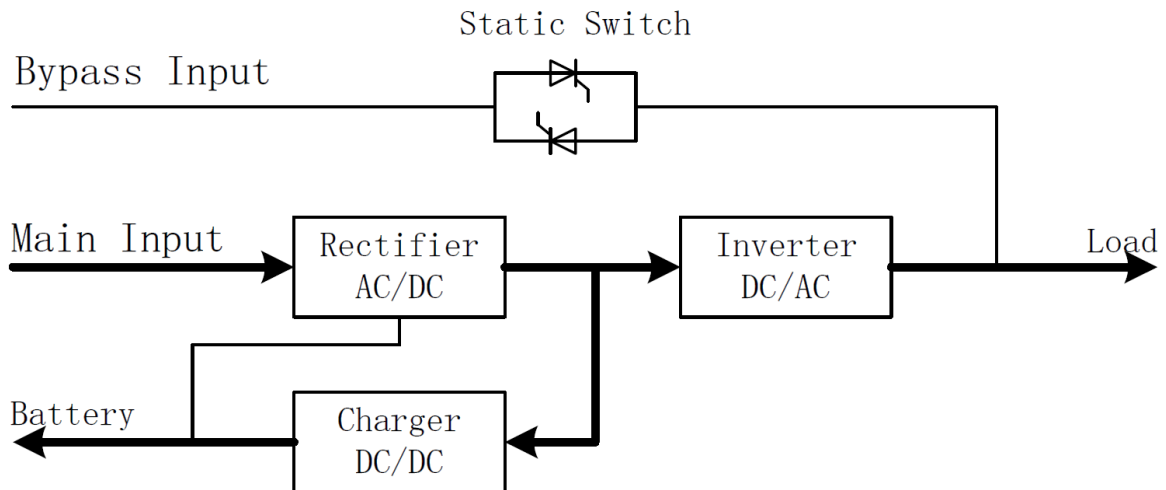 Static Switch
Bypass Input
Main Input
Rectifier
AC/DC
Inverter
DC/AC
Load
Battery
Charger
DC/DC